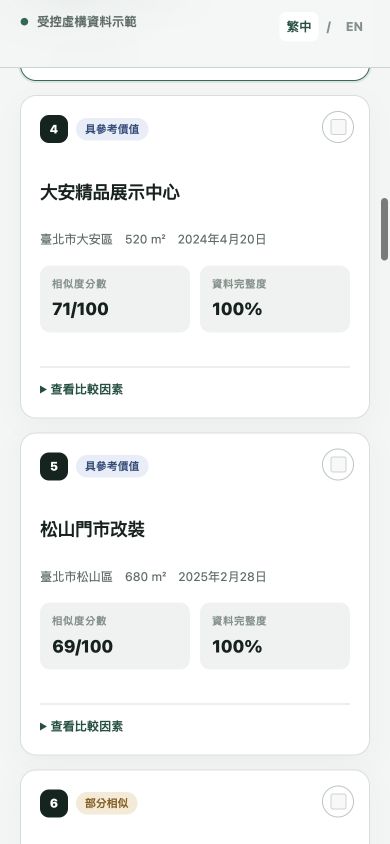 受控虛構資料示範
繁中 / EN
4 具參考價值
大安精品展示中心
臺北市大安區 520 m² 2024年4月20日
相似度分數 資料完整度
71/100 100%
▶ 查看比較因素
5 具參考價值
松山門市改裝
臺北市松山區 680 m² 2025年2月28日
相似度分數 資料完整度
69/100 100%
▶ 查看比較因素
6 部分相似